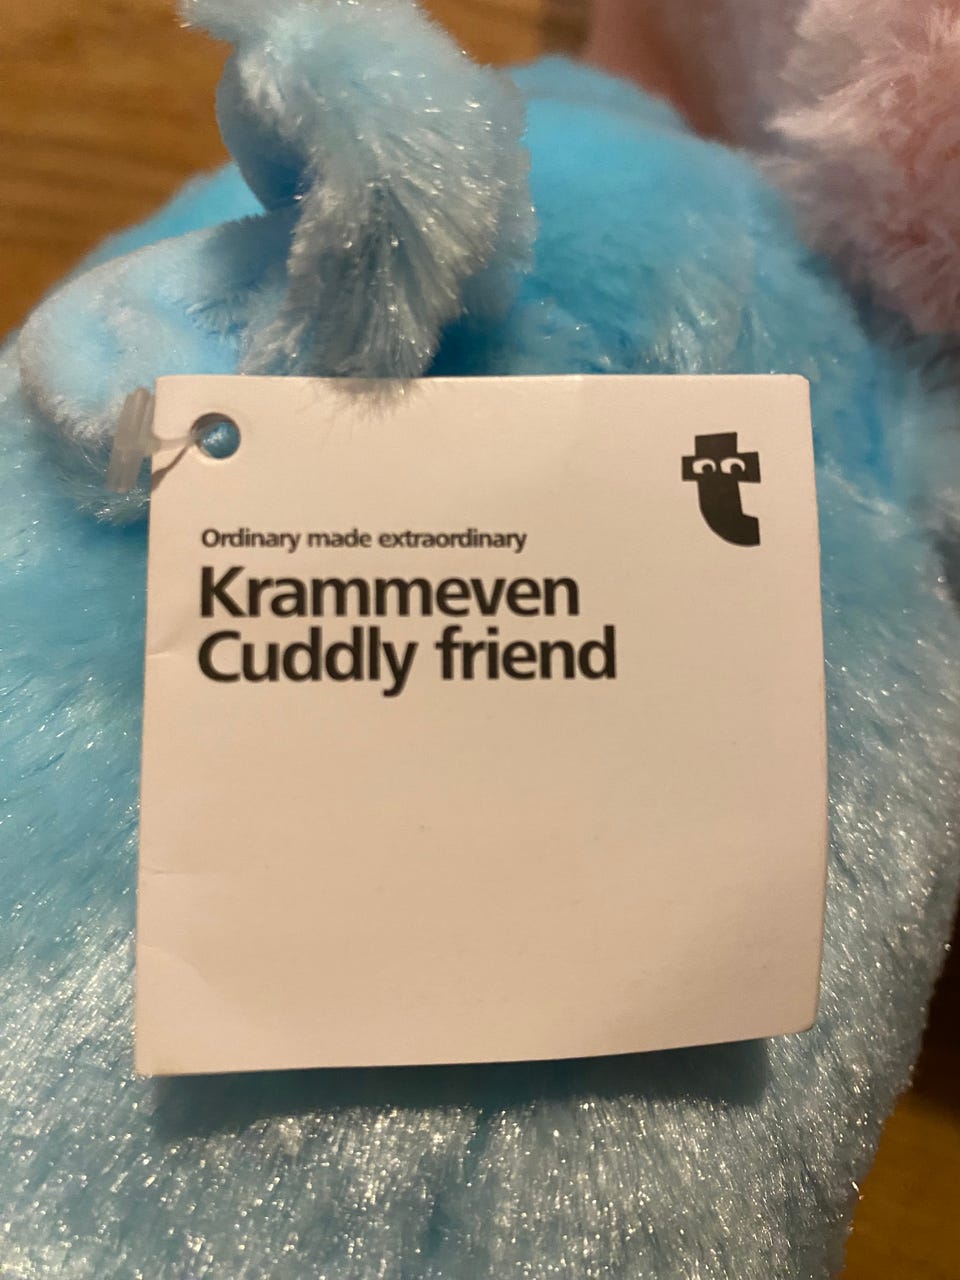 Ordinary made extraordinary
Krammeven
Cuddly friend